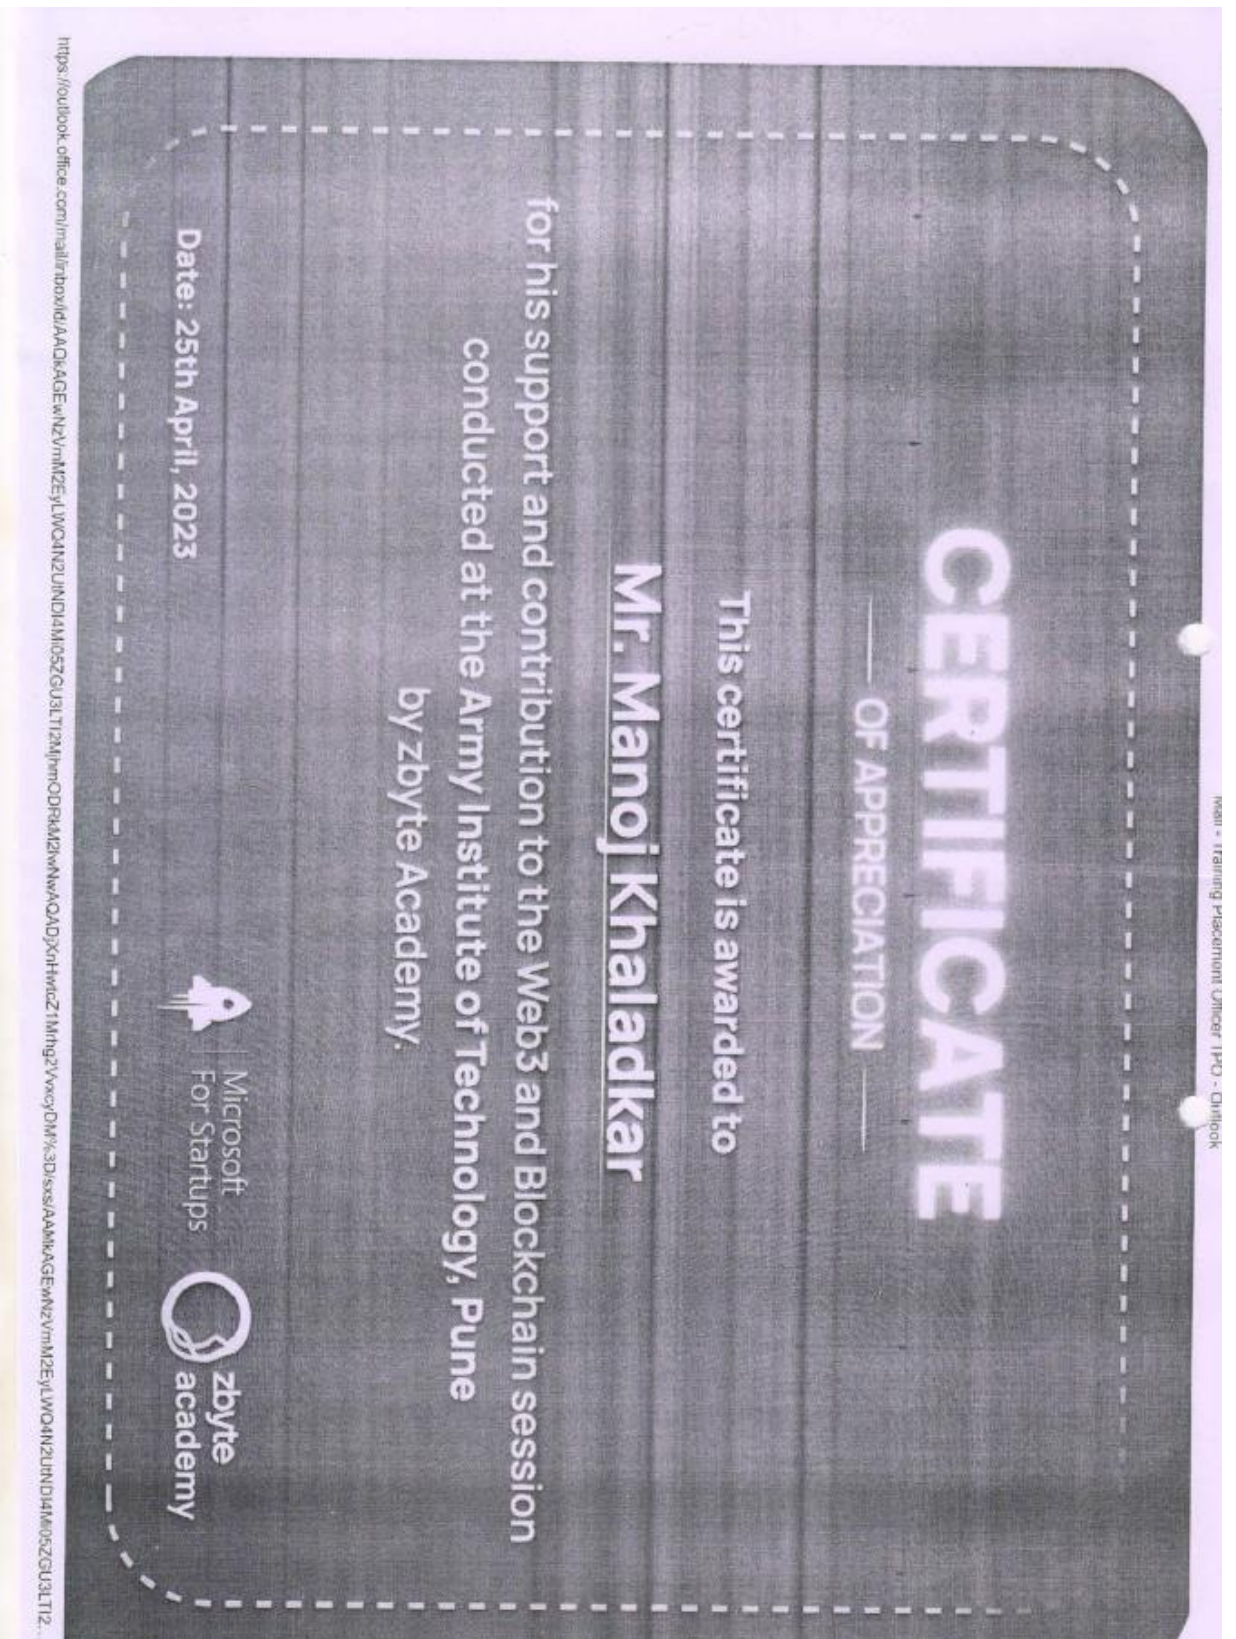 Mail - Training Placement Officer TPO - Outlook
CERTIFICATE
OF APPRECIATION
This certificate is awarded to
Mr. Manoj Khaladkar
for his support and contribution to the Web3 and Blockchain session
conducted at the Army Institute of Technology, Pune
by zbyte Academy.
Date: 25th April, 2023
Microsoft
For Startups
zbyte
academy